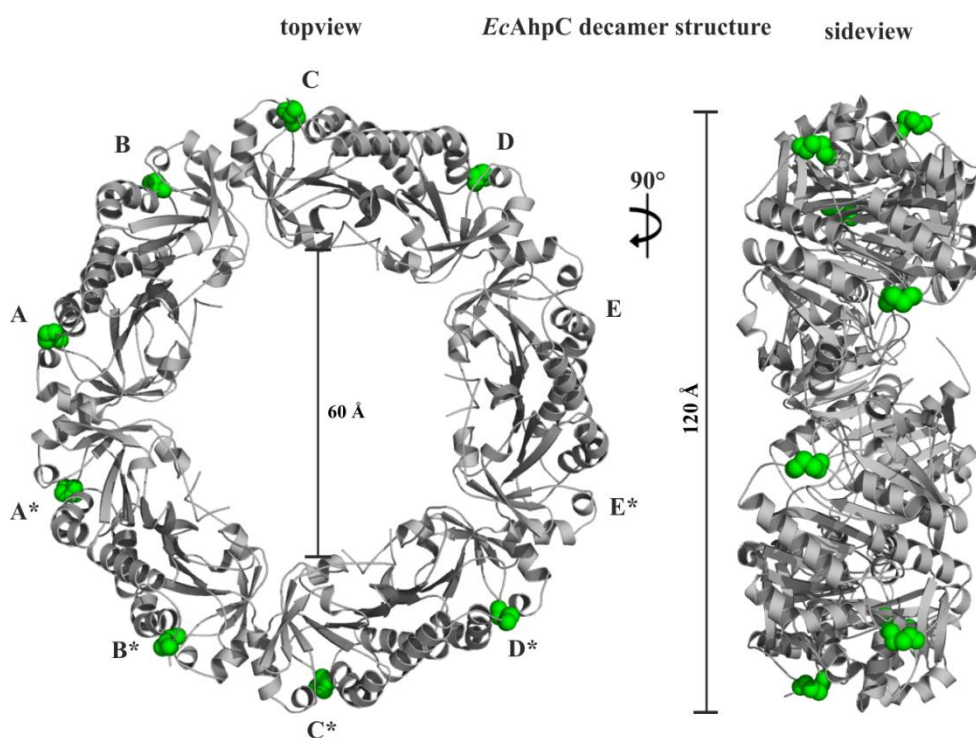 topview
EcAhpC decamer structure
sideview
C
B
D
90°
A
E
60 Å
120 Å
A*
E*
B*
D*
C*